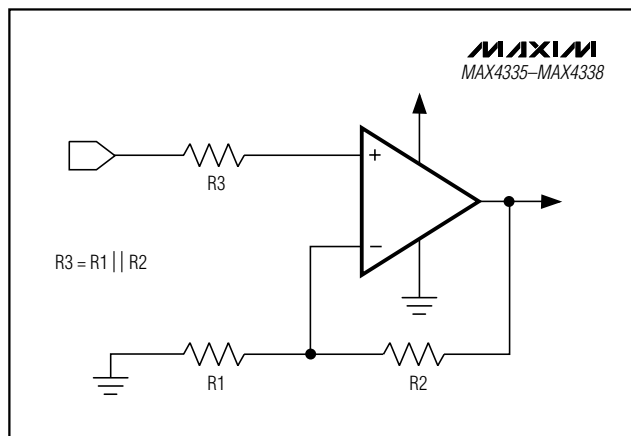 MAXIM
MAX4335–MAX4338
+
R3
–
R3 = R1 || R2
R1
R2